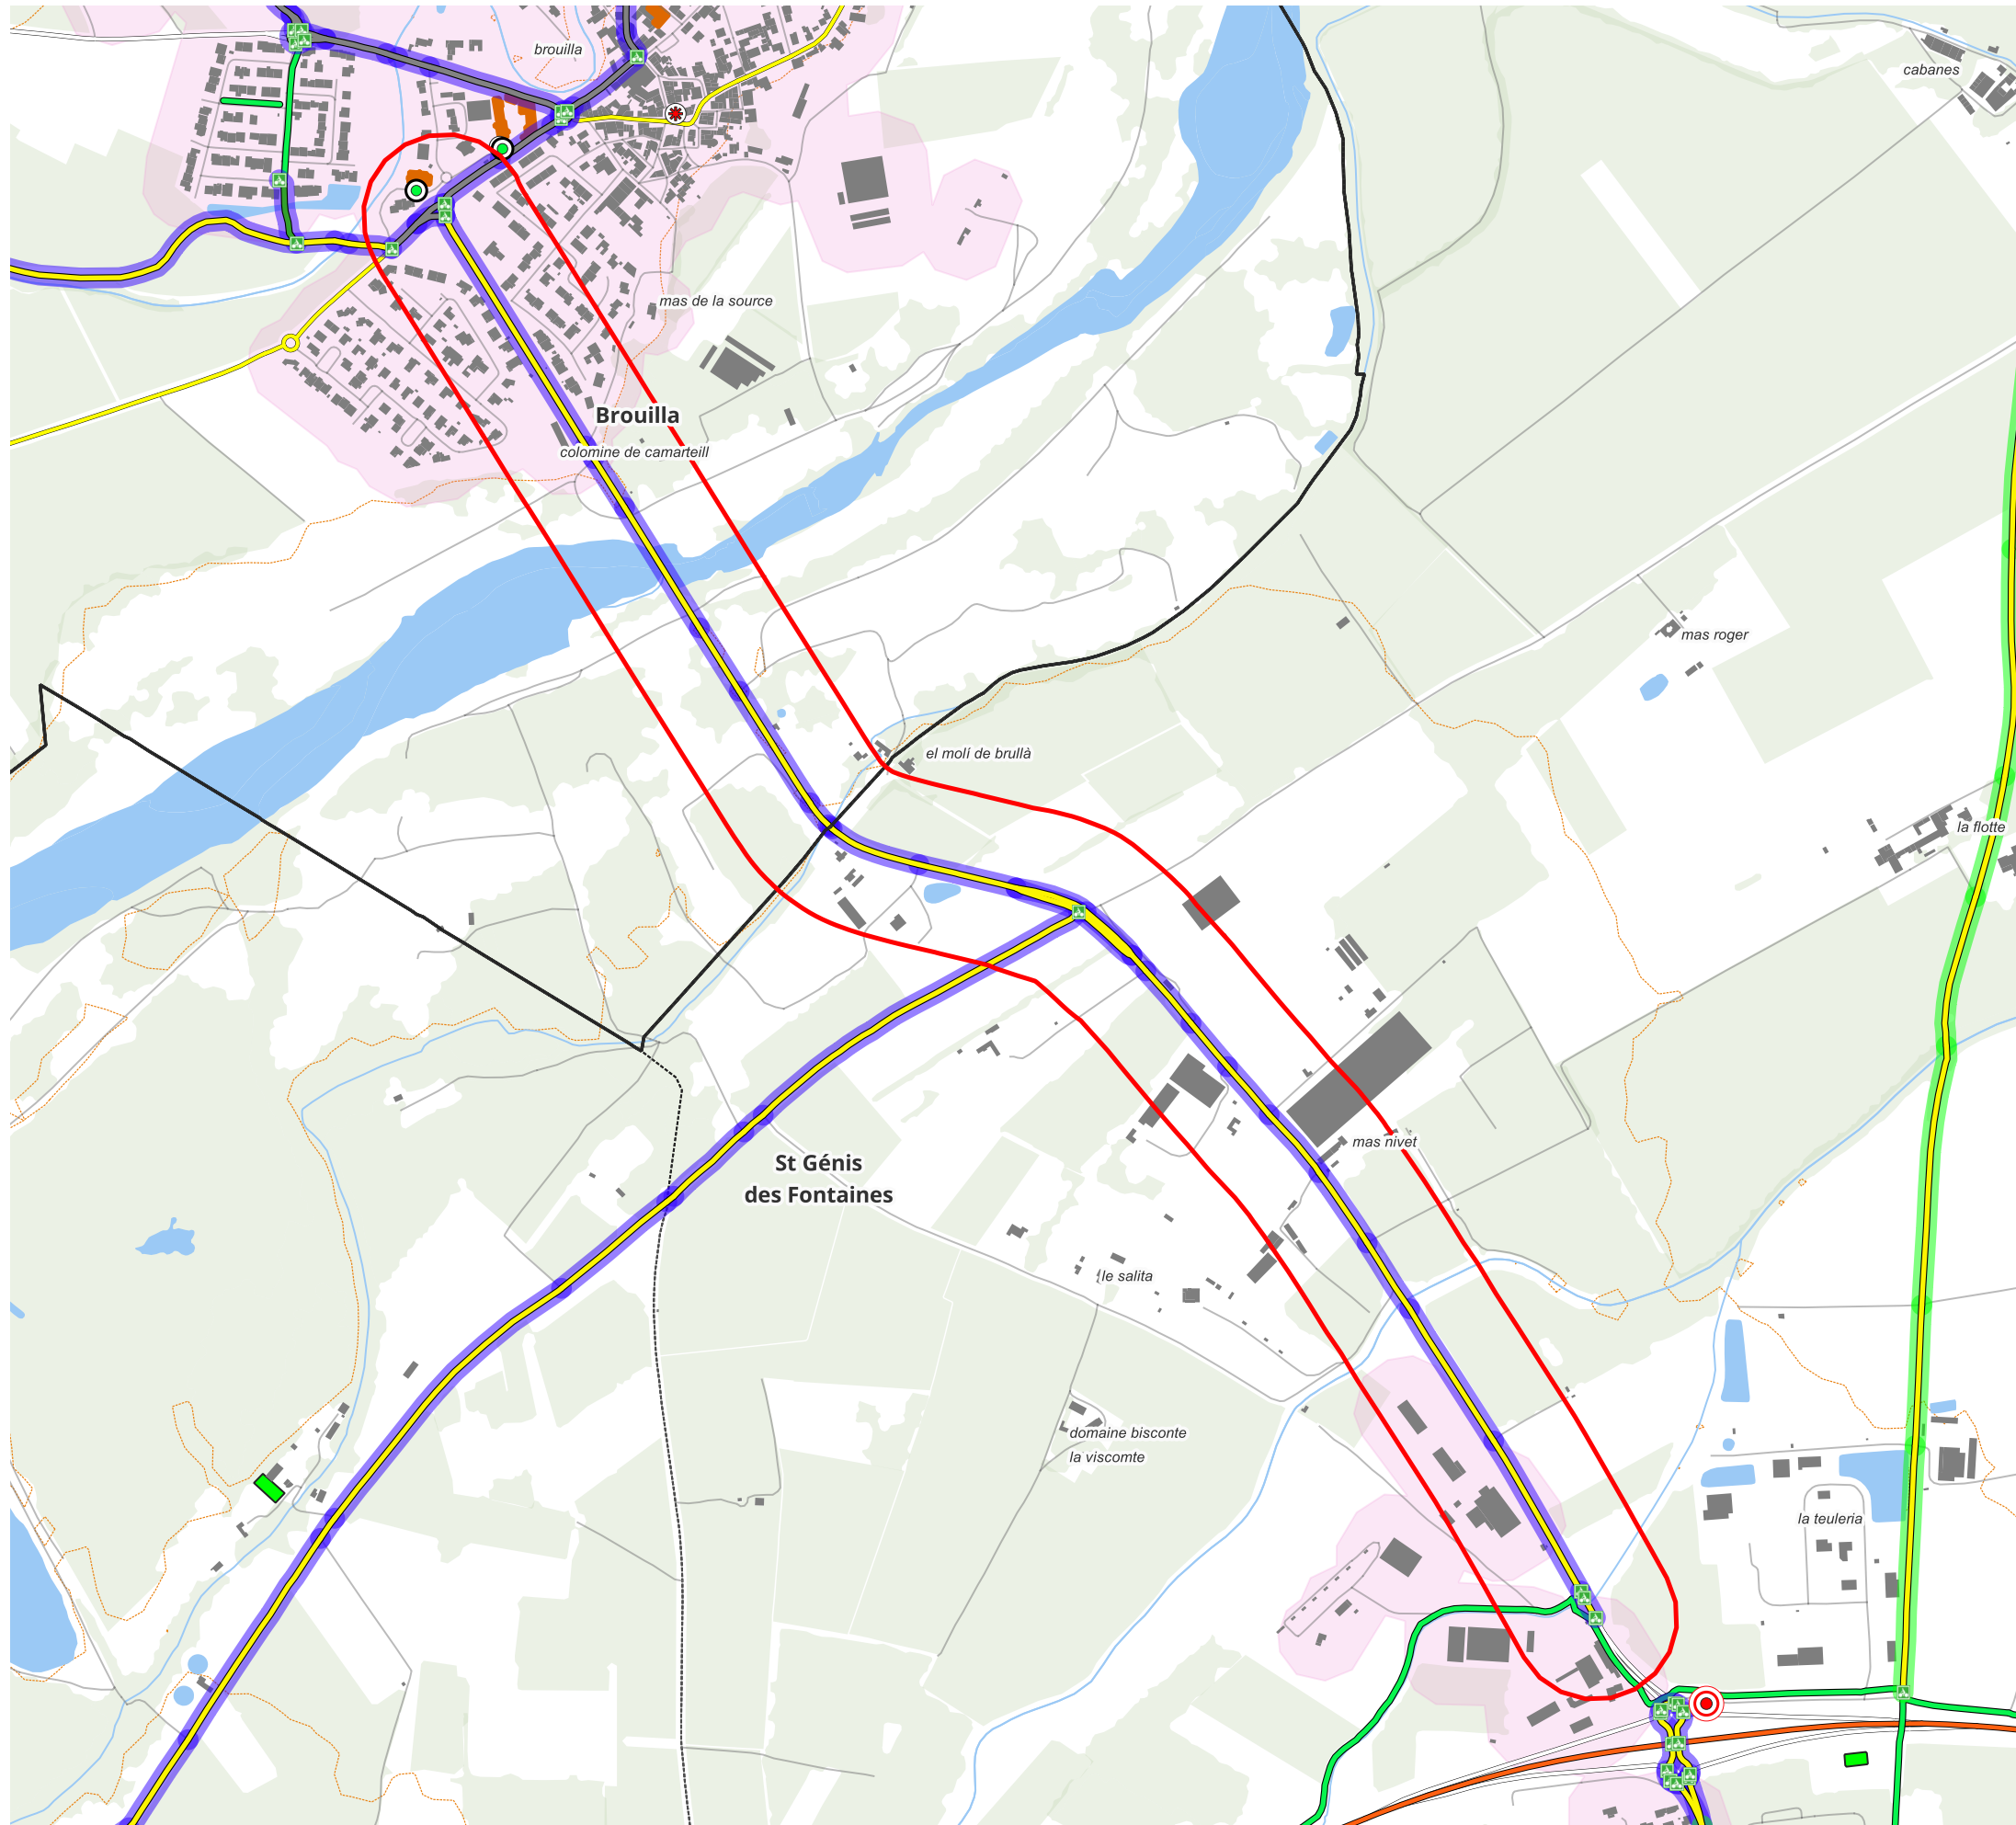 brouilla
cabanes
mas de la source
Brouilla
colomine de camarteill
mas roger
el molí de brullà
la flotte
mas nivet
St Génis
des Fontaines
le salita
domaine bisconte
la viscomte
la teuleria